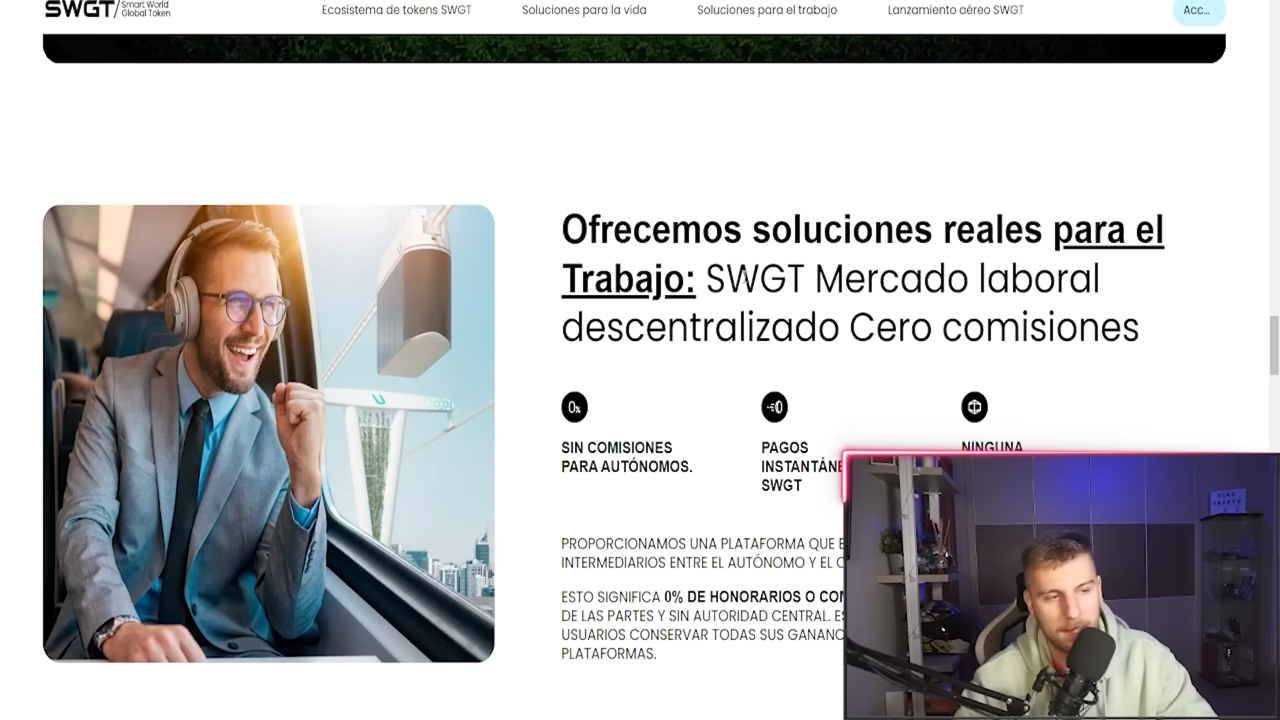 SWGT/ Smart World
Global Token
Ecosistema de tokens SWGT
Soluciones para la vida
Soluciones para el trabajo
Lanzamiento aéreo SWGT
Acc...
Ofrecemos soluciones reales para el
Trabajo: SWGT Mercado laboral
descentralizado Cero comisiones
0%
SIN COMISIONES
PARA AUTÓNOMOS.
PAGOS
SWGT
NINGUNA
PROPORCIONAMOS UNA PLATAFORMA QUE
INTERMEDIARIOS ENTRE EL AUTÓNOMO Y EL
ESTO SIGNIFICA 0% DE HONORARIOS O
DE LAS PARTES Y SIN AUTORIDAD CENTRAL.
USUARIOS CONSERVAR TODAS SUS
PLATAFORMAS.